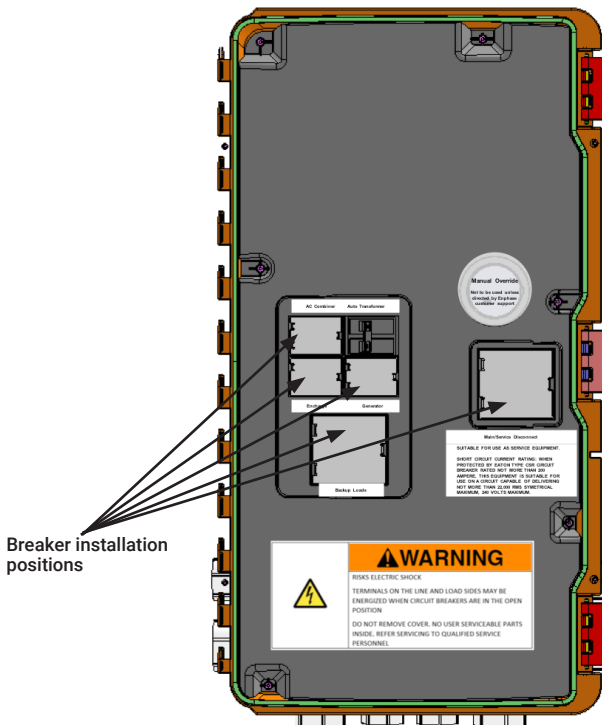 Manual Override
Not to be used unless
directed by Enphase
customer support
AC Combiner Auto Transformer
Generator
Backup Loads
Main/Service Disconnect
SUITABLE FOR USE AS SERVICE EQUIPMENT.
SHORT CIRCUIT CURRENT RATING: WHEN
PROTECTED BY EATON TYPE CSR CIRCUIT
BREAKER RATED NOT MORE THAN 200
AMPERE, THIS EQUIPMENT IS SUITABLE FOR
USE ON A CIRCUIT CAPABLE OF DELIVERING
NOT MORE THAN 22,000 RMS SYMETRICAL
MAXIMUM, 240 VOLTS MAXIMUM.
Breaker installation
positions
WARNING
RISKS ELECTRIC SHOCK
TERMINALS ON THE LINE AND LOAD SIDES MAY BE
ENERGIZED WHEN CIRCUIT BREAKERS ARE IN THE OPEN
POSITION
DO NOT REMOVE COVER. NO USER SERVICEABLE PARTS
INSIDE. REFER SERVICING TO QUALIFIED SERVICE
PERSONNEL